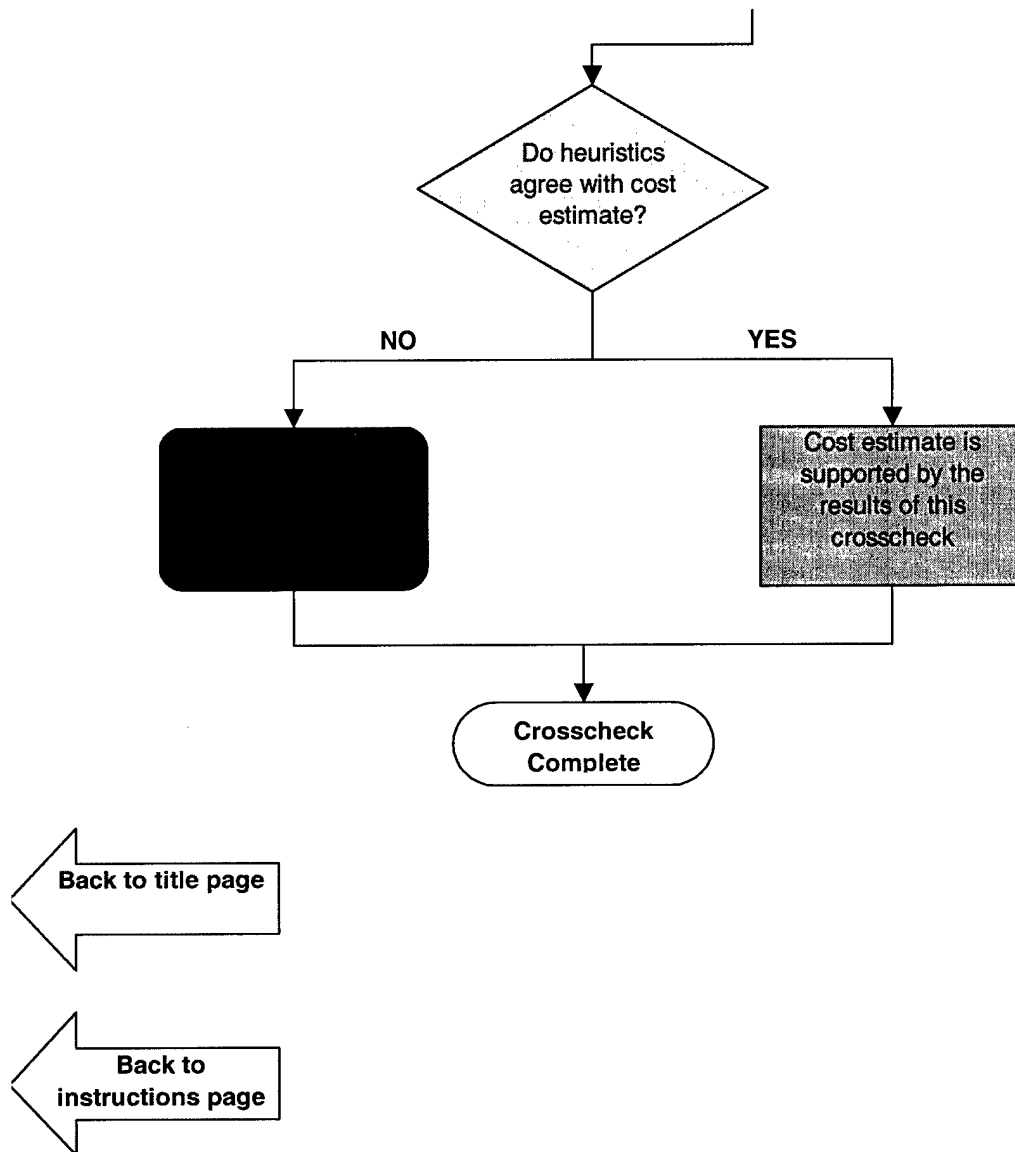 Do heuristics
agree with cost
estimate?
NO
YES
Cost estimate is
supported by the
results of this
crosscheck
Crosscheck
Complete
Back to title page
Back to
instructions page